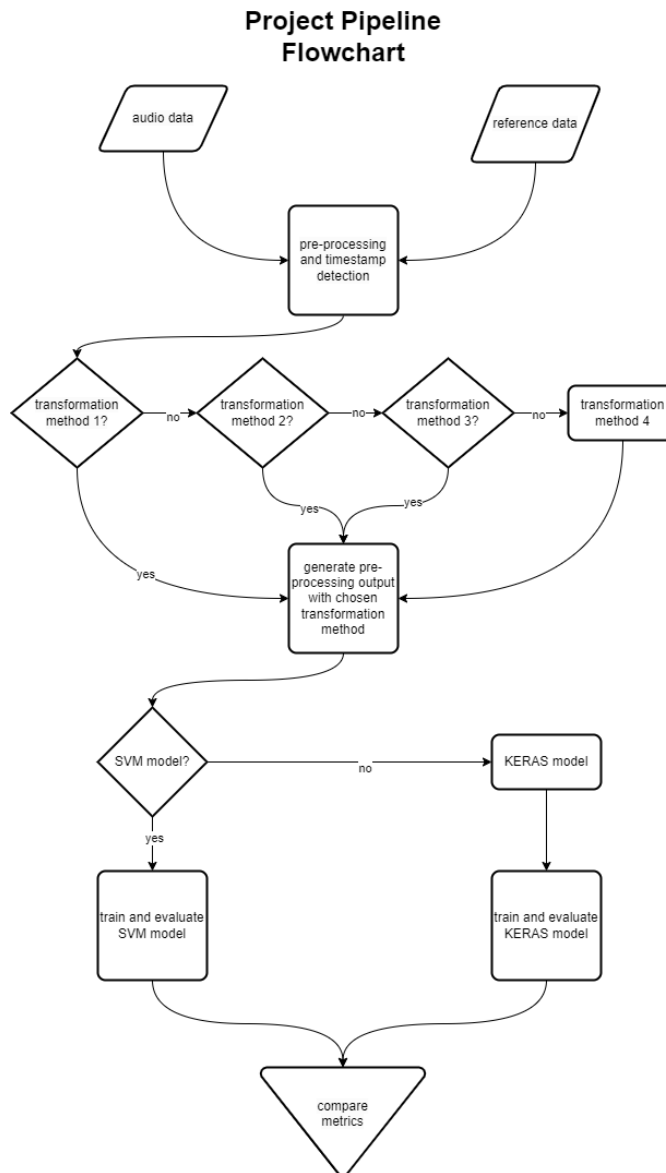 Project Pipeline
Flowchart
audio data
reference data
pre-processing
and timestamp
detection
transformation
method 1?
no
transformation
method 2?
no
transformation
method 3?
no
transformation
method 4
yes
yes
yes
generate pre-
processing output
with chosen
transformation
method
SVM model?
no
KERAS model
yes
train and evaluate
SVM model
train and evaluate
KERAS model
compare
metrics